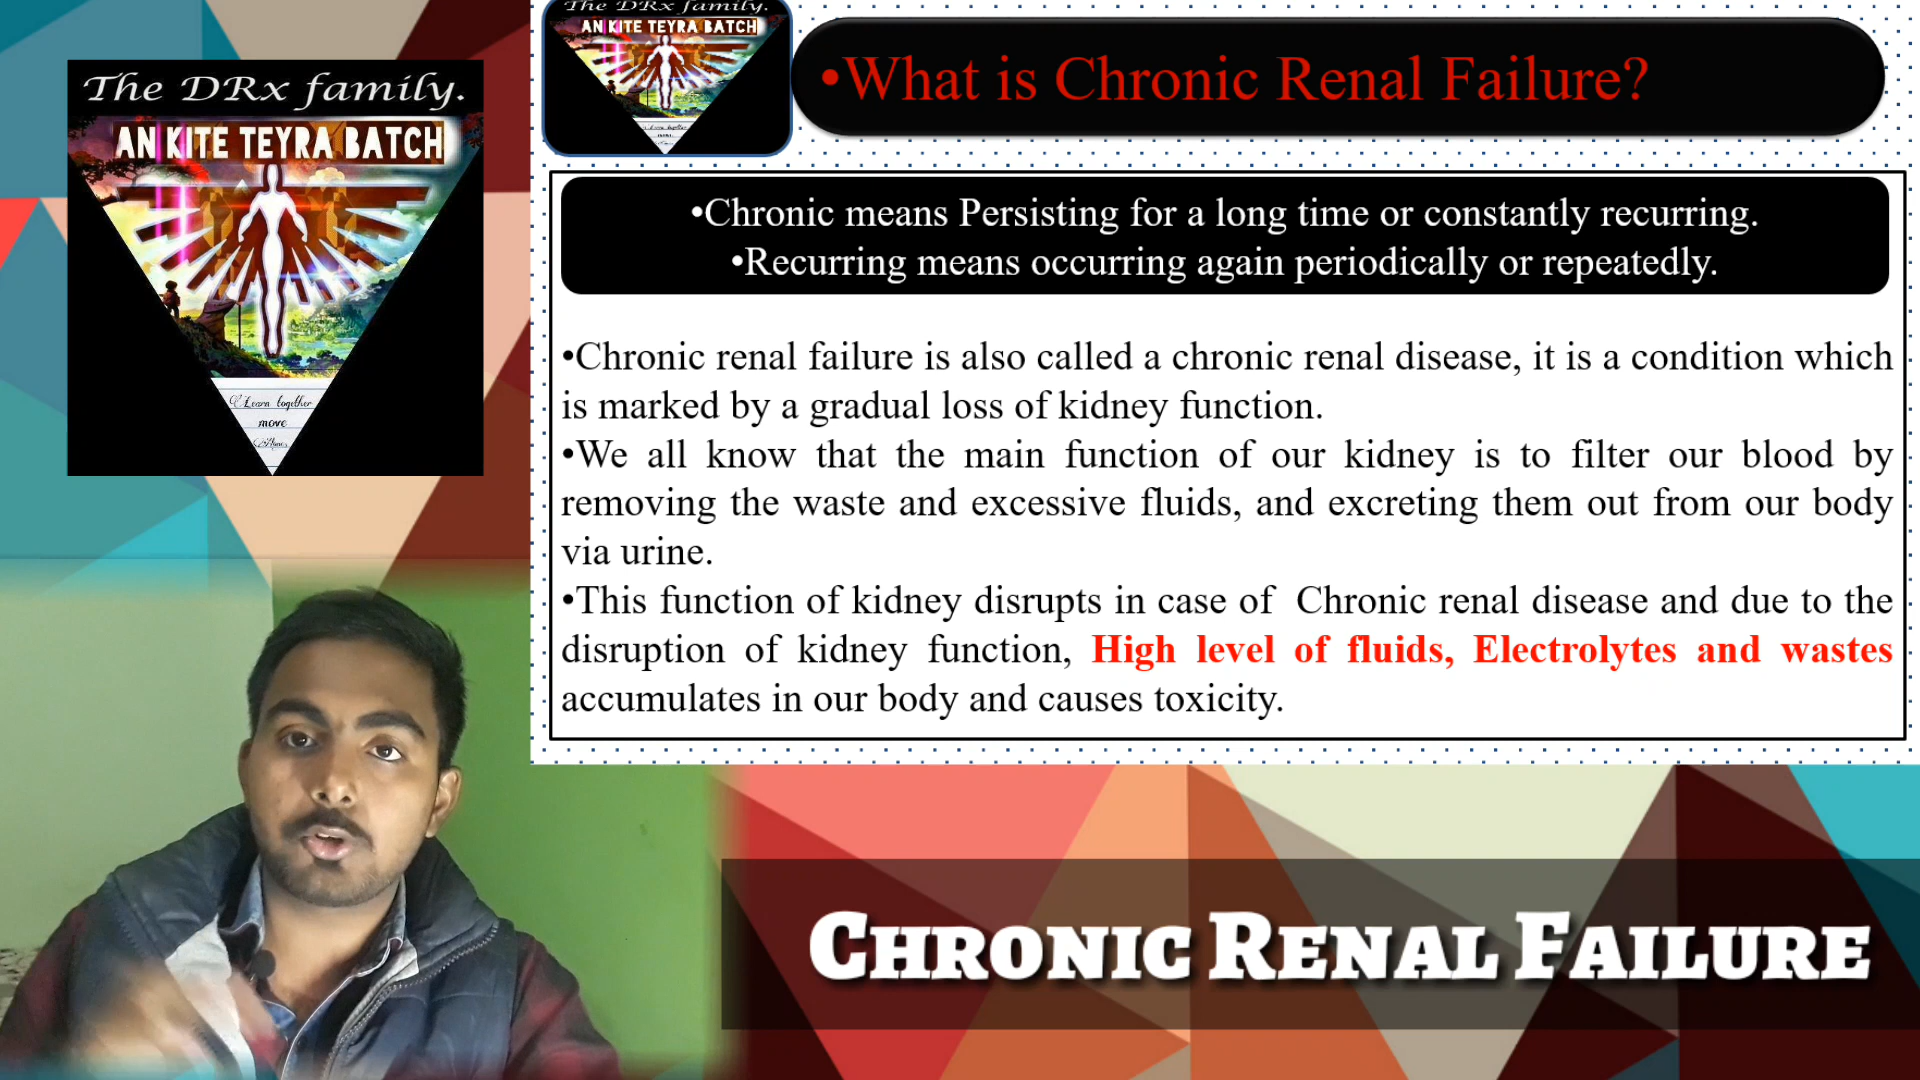 The DRx family.
AN KITE TEYRA BATCH
Learn together
move
The DRx family.
AN KITE TEYRA BATCH
•What is Chronic Renal Failure?
•Chronic means Persisting for a long time or constantly recurring.
•Recurring means occurring again periodically or repeatedly.
•Chronic renal failure is also called a chronic renal disease, it is a condition which
is marked by a gradual loss of kidney function.
•We all know that the main function of our kidney is to filter our blood by
removing the waste and excessive fluids, and excreting them out from our body
via urine.
•This function of kidney disrupts in case of Chronic renal disease and due to the
disruption of kidney function, High level of fluids, Electrolytes and wastes
accumulates in our body and causes toxicity.
CHRONIC RENAL FAILURE